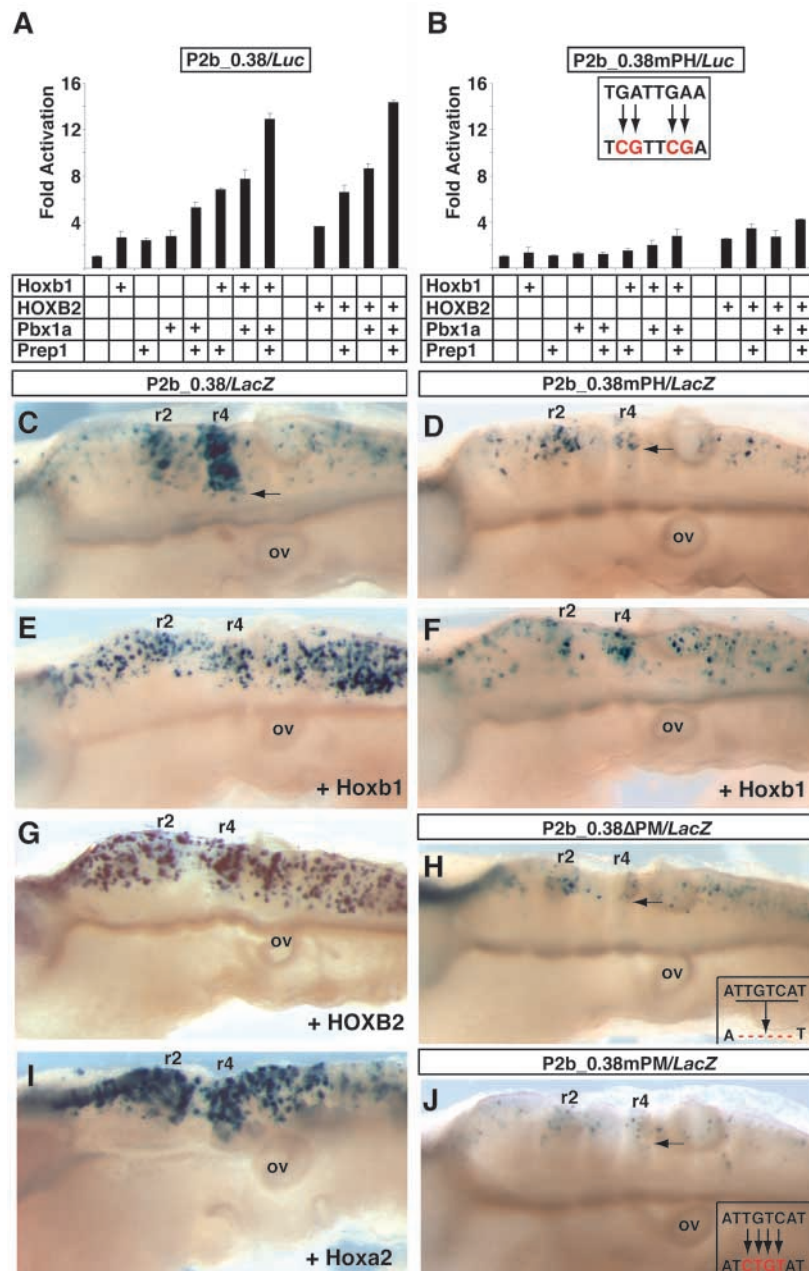 A
P2b_0.38/Luc
Fold Activation
16
12
8
4
Hoxb1 + + + +
HOXB2 + + + +
Pbx1a + + + + + +
Prep1 + + + + + +
B
P2b_0.38mPH/Luc
TGATTGAA
TCGTTCGA
Fold Activation
16
12
8
4
Hoxb1 + + + +
HOXB2 + + + +
Pbx1a + + + + + +
Prep1 + + + + + +
P2b_0.38/LacZ
C
r2
r4
ov
P2b_0.38mPH/LacZ
D
r2
r4
ov
E
r2
r4
ov
+ Hoxb1
F
r2
r4
ov
+ Hoxb1
G
r2
r4
ov
+ HOXB2
P2b_0.38ΔPM/LacZ
H
r2
r4
ov
ATTGTCAT
A - - - - - - T
I
r2
r4
ov
+ Hoxa2
P2b_0.38mPM/LacZ
J
r2
r4
ov
ATTGTCAT
ATCTGTAT